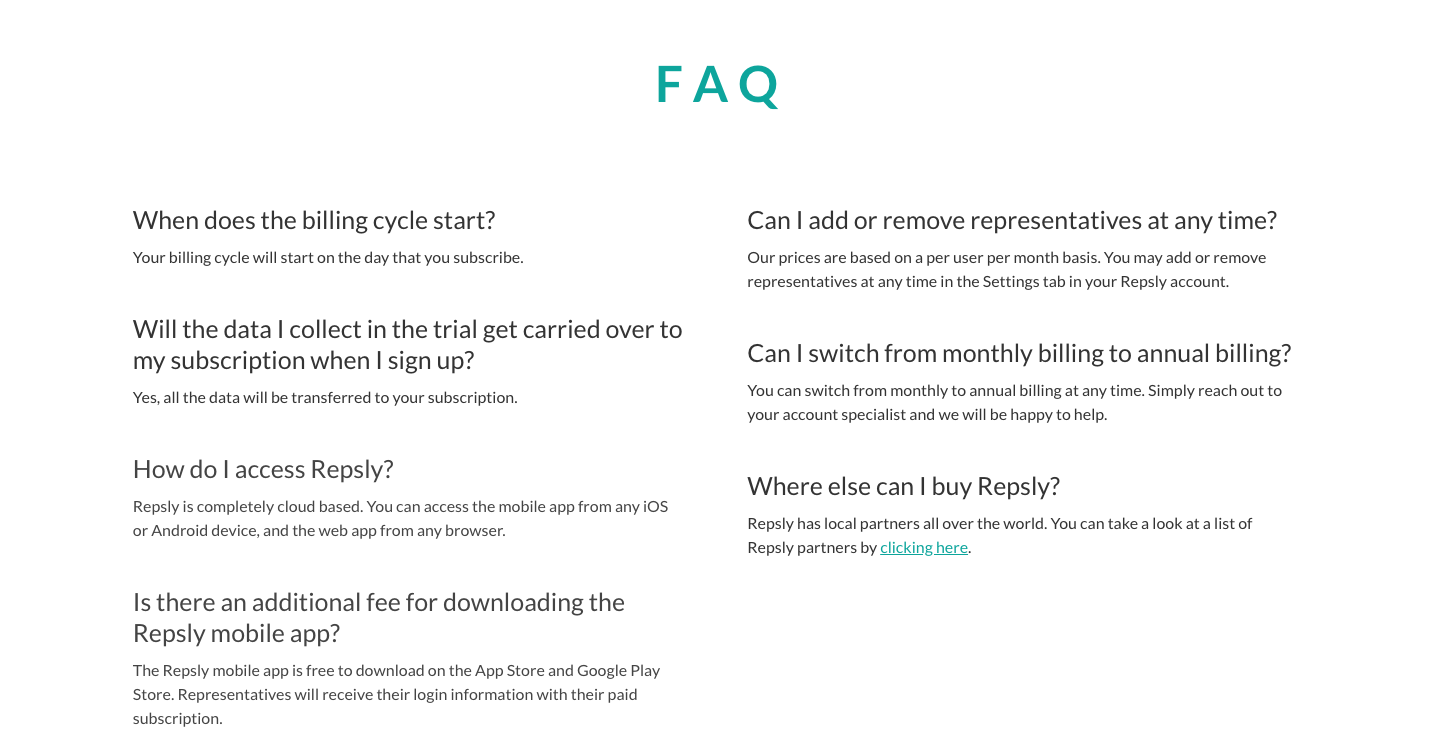 FAQ
When does the billing cycle start?
Your billing cycle will start on the day that you subscribe.
Will the data I collect in the trial get carried over to
my subscription when I sign up?
Yes, all the data will be transferred to your subscription.
How do I access Repsly?
Repsly is completely cloud based. You can access the mobile app from any iOS
or Android device, and the web app from any browser.
Is there an additional fee for downloading the
Repsly mobile app?
The Repsly mobile app is free to download on the App Store and Google Play
Store. Representatives will receive their login information with their paid
subscription.
Can I add or remove representatives at any time?
Our prices are based on a per user per month basis. You may add or remove
representatives at any time in the Settings tab in your Repsly account.
Can I switch from monthly billing to annual billing?
You can switch from monthly to annual billing at any time. Simply reach out to
your account specialist and we will be happy to help.
Where else can I buy Repsly?
Repsly has local partners all over the world. You can take a look at a list of
Repsly partners by clicking here.